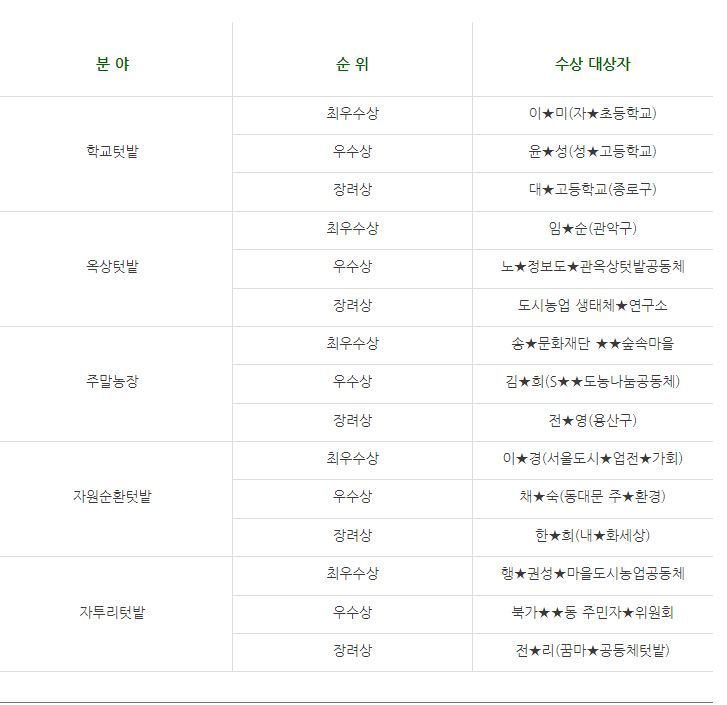 분 야 순 위 수상 대상자
학교텃밭
최우수상 이★미(자★초등학교)
우수상 윤★성(성★고등학교)
장려상 대★고등학교(종로구)
옥상텃밭
최우수상 임★순(관악구)
우수상 노★정보도★관옥상텃밭공동체
장려상 도시농업 생태체★연구소
주말농장
최우수상 송★문화재단 ★★숲속마을
우수상 김★희(S★★도농나눔공동체)
장려상 전★영(용산구)
자원순환텃밭
최우수상 이★경(서울도시★업전★가회)
우수상 채★숙(동대문 주★환경)
장려상 한★희(내★화세상)
자투리텃밭
최우수상 행★권성★마을도시농업공동체
우수상 북가★★동 주민자★위원회
장려상 전★리(꿈마★공동체텃밭)